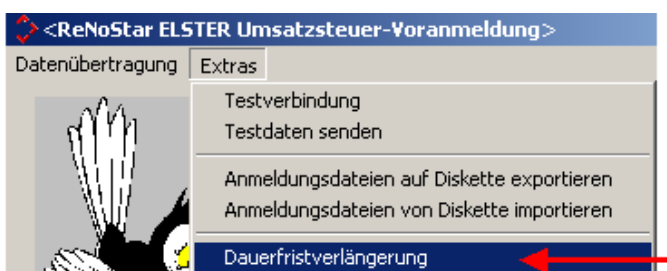 <ReNoStar ELSTER Umsatzsteuer-Voranmeldung>
Datenübertragung Extras
Testverbindung
Testdaten senden
Anmeldungsdateien auf Diskette exportieren
Anmeldungsdateien von Diskette importieren
Dauerfristverlängerung